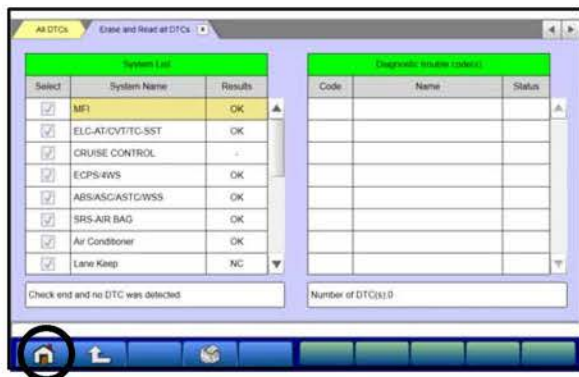 All DTCs Erase and Read all DTCs
System List
Select System Name Results
MFI OK
ELC-AT/CVT/TC-SST OK
CRUISE CONTROL -
ECPS/4WS OK
ABS/ASC/ASTC/WSS OK
SRS-AIR BAG OK
Air Conditioner OK
Lane Keep NC
Check end and no DTC was detected
Diagnostic trouble code(s)
Code Name Status
Number of DTC(s):0